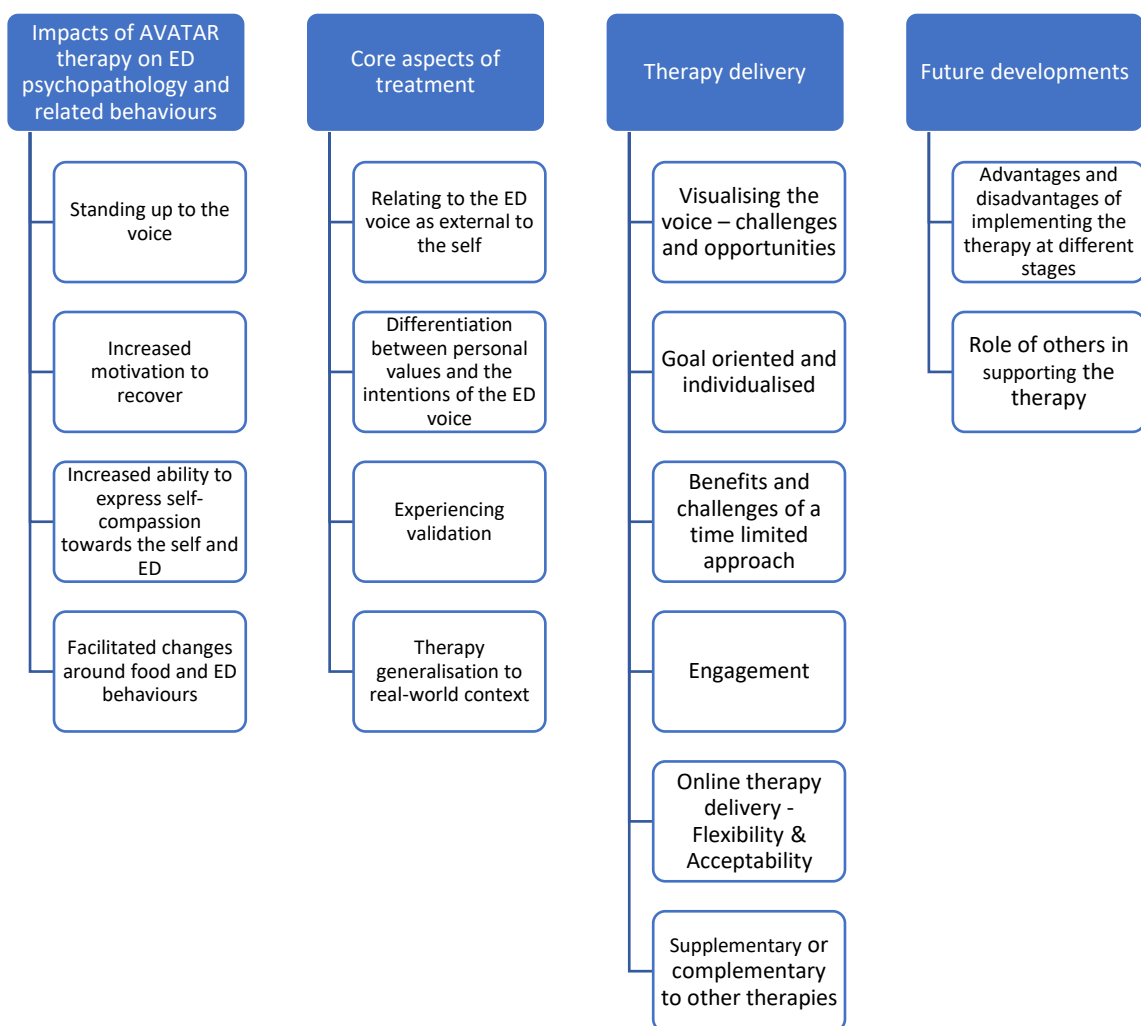 Impacts of AVATAR
therapy on ED
psychopathology and
related behaviours
Standing up to the
voice
Increased
motivation to
recover
Increased ability to
express self-
compassion
towards the self and
ED
Facilitated changes
around food and ED
behaviours
Core aspects of
treatment
Relating to the ED
voice as external to
the self
Differentiation
between personal
values and the
intentions of the ED
voice
Experiencing
validation
Therapy
generalisation to
real-world context
Therapy delivery
Visualising the
voice – challenges
and opportunities
Goal oriented and
individualised
Benefits and
challenges of a
time limited
approach
Engagement
Online therapy
delivery -
Flexibility &
Acceptability
Supplementary or
complementary
to other therapies
Future developments
Advantages and
disadvantages of
implementing the
therapy at different
stages
Role of others in
supporting the
therapy